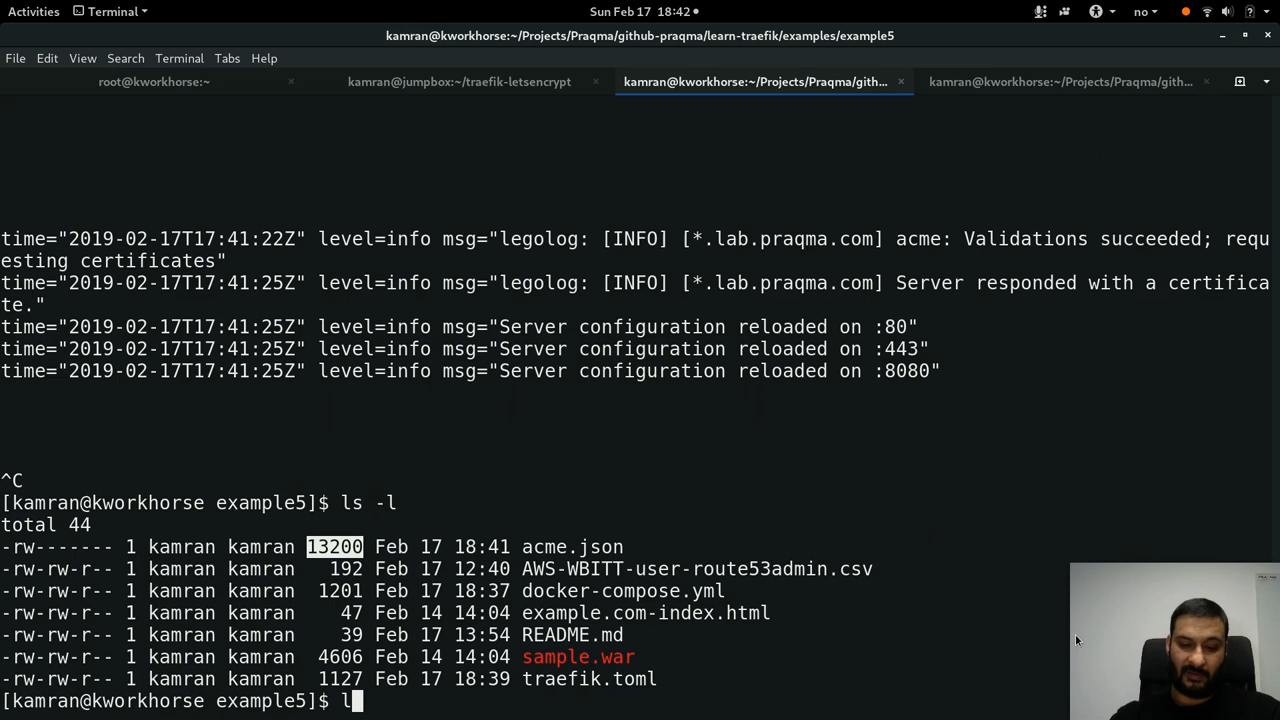 Activities Terminal Sun Feb 17 18:42 no
kamran@kworkhorse:~/Projects/Praqma/github-praqma/learn-traefik/examples/example5
File Edit View Search Terminal Tabs Help
root@kworkhorse:~ kamran@jumpbox:~/traefik-letsencrypt kamran@kworkhorse:~/Projects/Praqma/gith... kamran@kworkhorse:~/Projects/Praqma/gith...
time="2019-02-17T17:41:22Z" level=info msg="legolog: [INFO] [*.lab.praqma.com] acme: Validations succeeded; requ
esting certificates"
time="2019-02-17T17:41:25Z" level=info msg="legolog: [INFO] [*.lab.praqma.com] Server responded with a certifica
te."
time="2019-02-17T17:41:25Z" level=info msg="Server configuration reloaded on :80"
time="2019-02-17T17:41:25Z" level=info msg="Server configuration reloaded on :443"
time="2019-02-17T17:41:25Z" level=info msg="Server configuration reloaded on :8080"
^C
[kamran@kworkhorse example5]$ ls -l
total 44
-rw------- 1 kamran kamran 13200 Feb 17 18:41 acme.json
-rw-rw-r-- 1 kamran kamran 192 Feb 17 12:40 AWS-WBITT-user-route53admin.csv
-rw-rw-r-- 1 kamran kamran 1201 Feb 17 18:37 docker-compose.yml
-rw-rw-r-- 1 kamran kamran 47 Feb 14 14:04 example.com-index.html
-rw-rw-r-- 1 kamran kamran 39 Feb 17 13:54 README.md
-rw-rw-r-- 1 kamran kamran 4606 Feb 14 14:04 sample.war
-rw-rw-r-- 1 kamran kamran 1127 Feb 17 18:39 traefik.toml
[kamran@kworkhorse example5]$ l